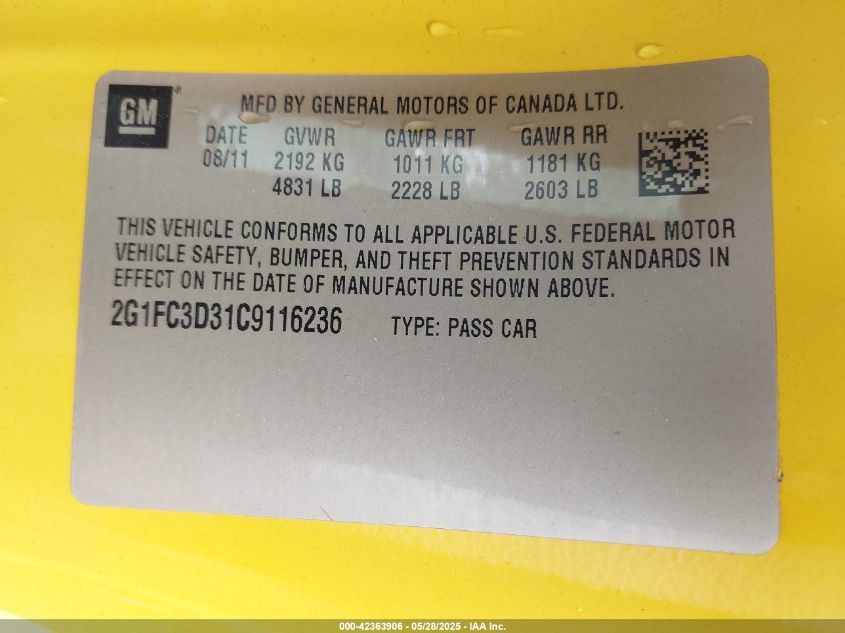 GM ®
MFD BY GENERAL MOTORS OF CANADA LTD.
DATE GVWR GAWR FRT GAWR RR
08/11 2192 KG 1011 KG 1181 KG
4831 LB 2228 LB 2603 LB
THIS VEHICLE CONFORMS TO ALL APPLICABLE U.S. FEDERAL MOTOR
VEHICLE SAFETY, BUMPER, AND THEFT PREVENTION STANDARDS IN
EFFECT ON THE DATE OF MANUFACTURE SHOWN ABOVE.
2G1FC3D31C9116236 TYPE: PASS CAR
000-42363906 - 05/28/2025 - IAA Inc.